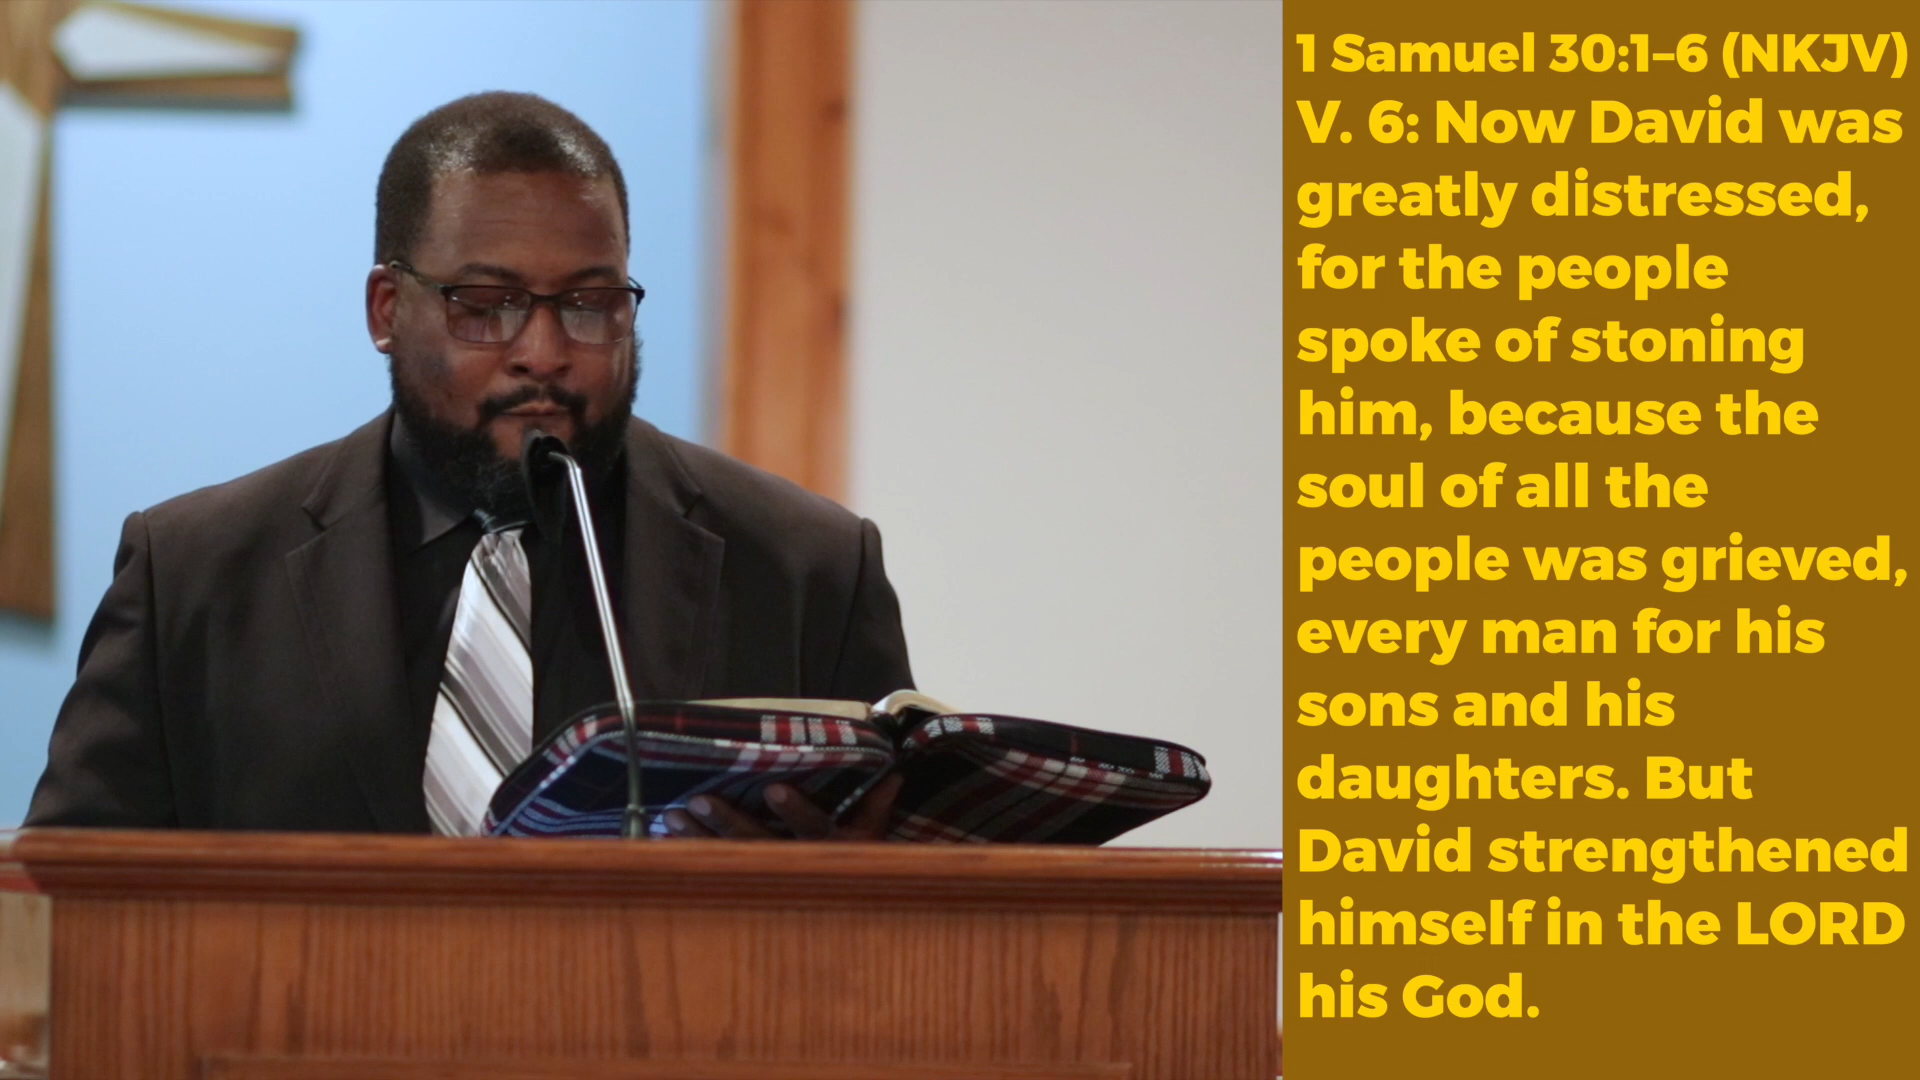 1 Samuel 30:1–6 (NKJV)
V. 6: Now David was
greatly distressed,
for the people
spoke of stoning
him, because the
soul of all the
people was grieved,
every man for his
sons and his
daughters. But
David strengthened
himself in the LORD
his God.